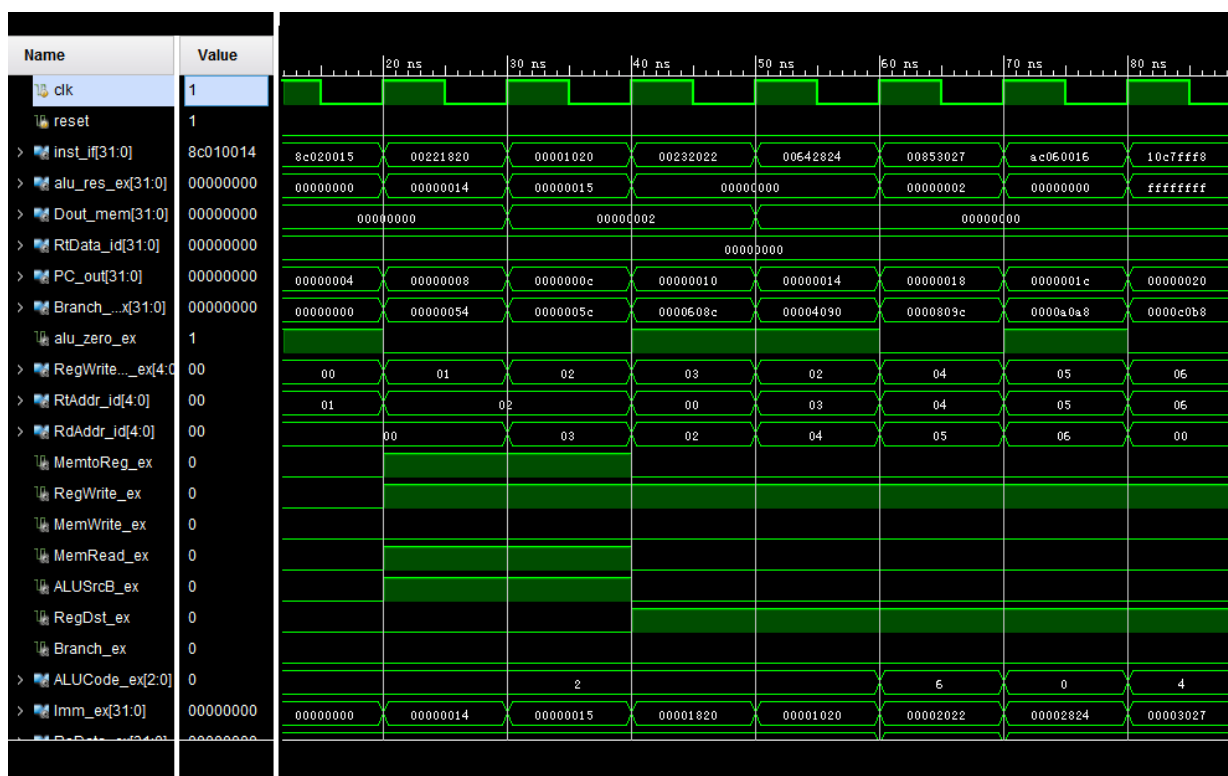 Name Value
20 ns 30 ns 40 ns 50 ns 60 ns 70 ns 80 ns
clk 1
reset 1
inst_if[31:0] 8c010014 8c020015 00221820 00001020 00232022 00642824 00853027 ac060016 10c7fff8
alu_res_ex[31:0] 00000000 00000000 00000014 00000015 00000000 00000002 00000000 ffffffff
Dout_mem[31:0] 00000000 00000000 00000002 00000000
RtData_id[31:0] 00000000 00000000
PC_out[31:0] 00000000 00000004 00000008 0000000c 00000010 00000014 00000018 0000001c 00000020
Branch_...x[31:0] 00000000 00000000 00000054 0000005c 0000608c 00004090 0000809c 0000a0a8 0000c0b8
alu_zero_ex 1
RegWrite..._ex[4:0 00 00 01 02 03 02 04 05 06
RtAddr_id[4:0] 00 01 02 00 03 04 05 06
RdAddr_id[4:0] 00 00 03 02 04 05 06 00
MemtoReg_ex 0
RegWrite_ex 0
MemWrite_ex 0
MemRead_ex 0
ALUSrcB_ex 0
RegDst_ex 0
Branch_ex 0
ALUCode_ex[2:0] 0 2 6 0 4
Imm_ex[31:0] 00000000 00000000 00000014 00000015 00001820 00001020 00002022 00002824 00003027